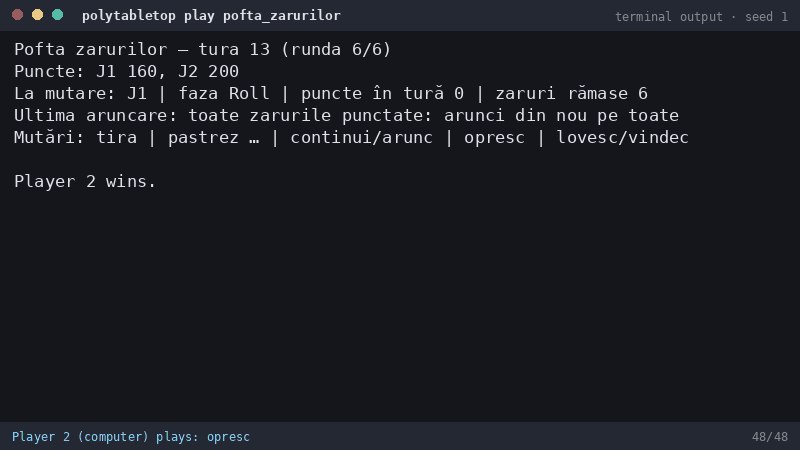 polytabletop play pofta_zarurilor
terminal output · seed 1
Pofta zarurilor — tura 13 (runda 6/6)
Puncte: J1 160, J2 200
La mutare: J1 | faza Roll | puncte în tură 0 | zaruri rămase 6
Ultima aruncare: toate zarurile punctate: arunci din nou pe toate
Mutări: tira | pastrez … | continui/arunc | opresc | lovesc/vindec
Player 2 wins.
Player 2 (computer) plays: opresc
48/48